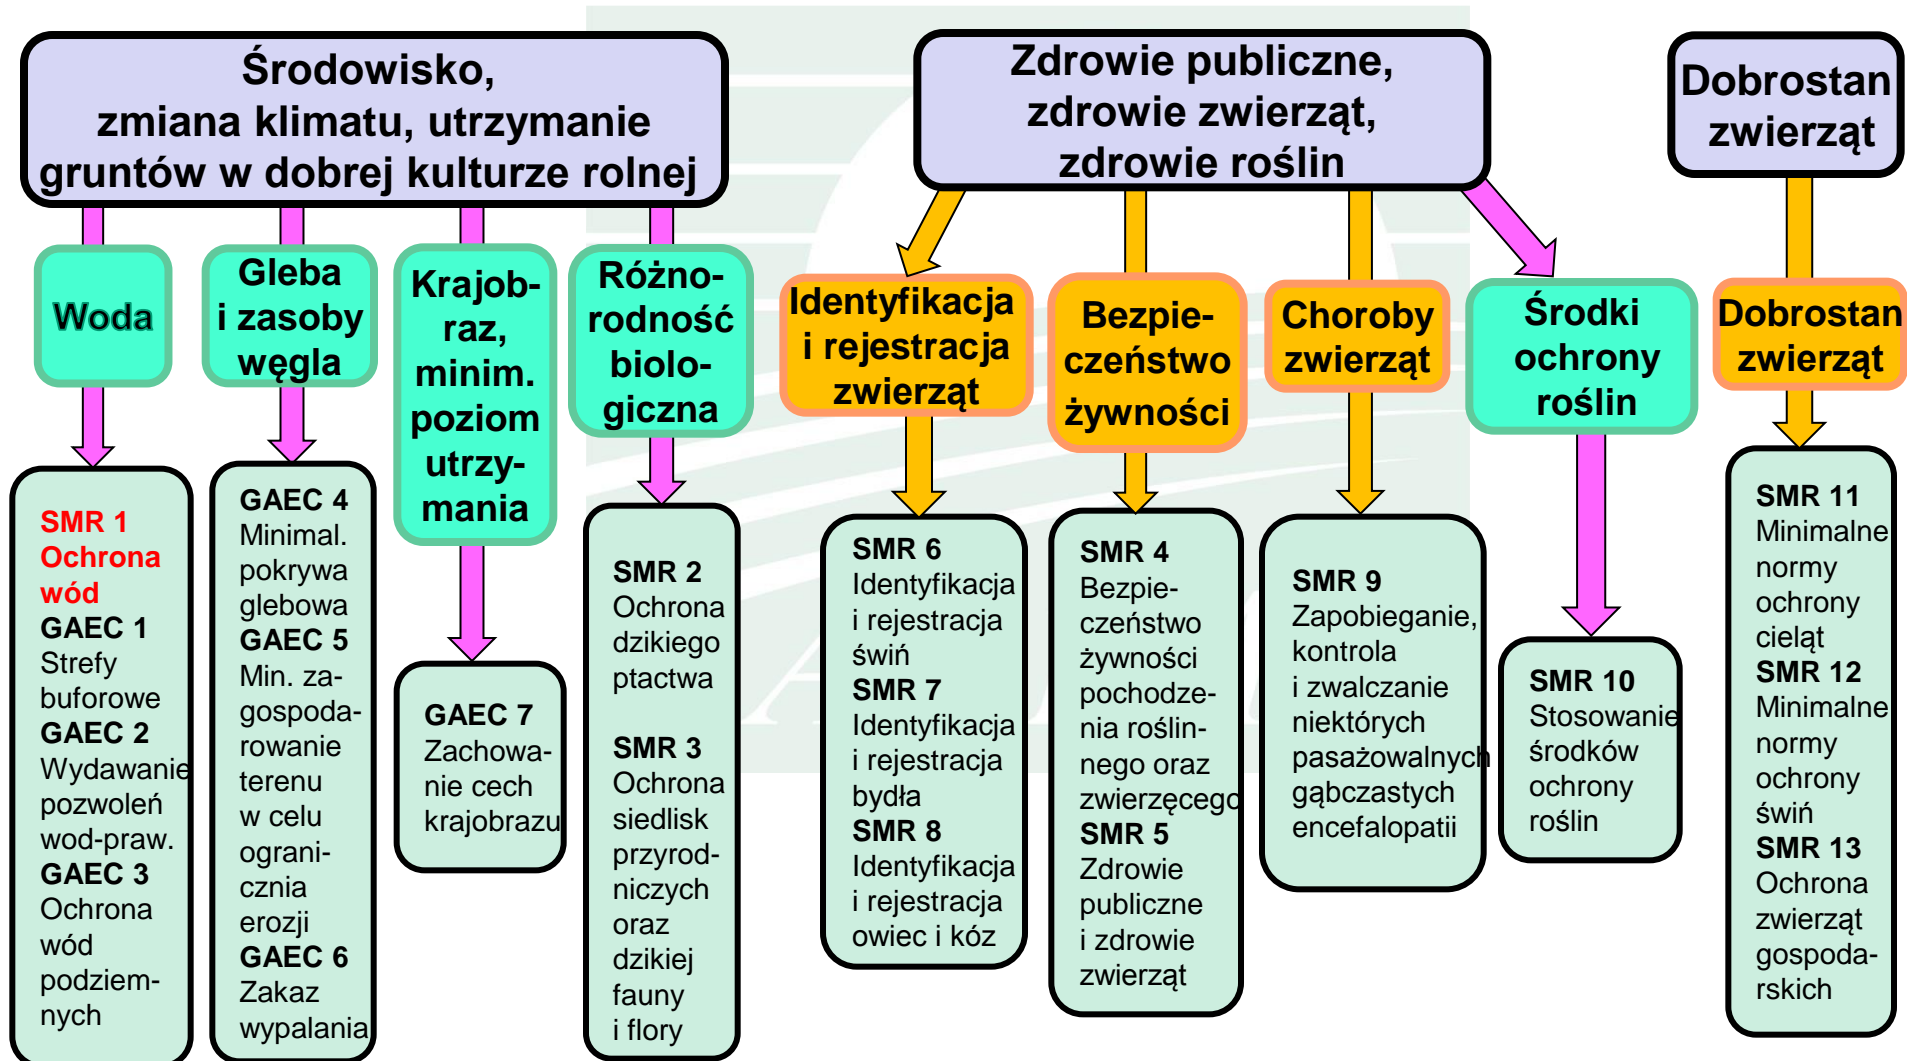 Środowisko,
zmiana klimatu, utrzymanie
gruntów w dobrej kulturze rolnej
Zdrowie publiczne,
zdrowie zwierząt,
zdrowie roślin
Dobrostan
zwierząt
Woda
Gleba
i zasoby
węgla
Krajob-
raz,
minim.
poziom
utrzy-
mania
Różno-
rodność
biolo-
giczna
Identyfikacja
i rejestracja
zwierząt
Bezpie-
czeństwo
żywności
Choroby
zwierząt
Środki
ochrony
roślin
Dobrostan
zwierząt
SMR 1
Ochrona
wód
GAEC 1
Strefy
buforowe
GAEC 2
Wydawanie
pozwoleń
wod-praw.
GAEC 3
Ochrona
wód
podziem-
nych
GAEC 4
Minimal.
pokrywa
glebowa
GAEC 5
Min. za-
gospoda-
rowanie
terenu
w celu
ograni-
cznia
erozji
GAEC 6
Zakaz
wypalania
GAEC 7
Zachowa-
nie cech
krajobrazu
SMR 2
Ochrona
dzikiego
ptactwa
SMR 3
Ochrona
siedlisk
przyrod-
niczych
oraz
dzikiej
fauny
i flory
SMR 6
Identyfikacja
i rejestracja
świń
SMR 7
Identyfikacja
i rejestracja
bydła
SMR 8
Identyfikacja
i rejestracja
owiec i kóz
SMR 4
Bezpie-
czeństwo
żywności
pochodze-
nia roślin-
nego oraz
zwierzęcego
SMR 5
Zdrowie
publiczne
i zdrowie
zwierząt
SMR 9
Zapobieganie,
kontrola
i zwalczanie
niektórych
pasażowalnych
gąbczastych
encefalopatii
SMR 10
Stosowanie
środków
ochrony
roślin
SMR 11
Minimalne
normy
ochrony
cieląt
SMR 12
Minimalne
normy
ochrony
świń
SMR 13
Ochrona
zwierząt
gospoda-
rskich